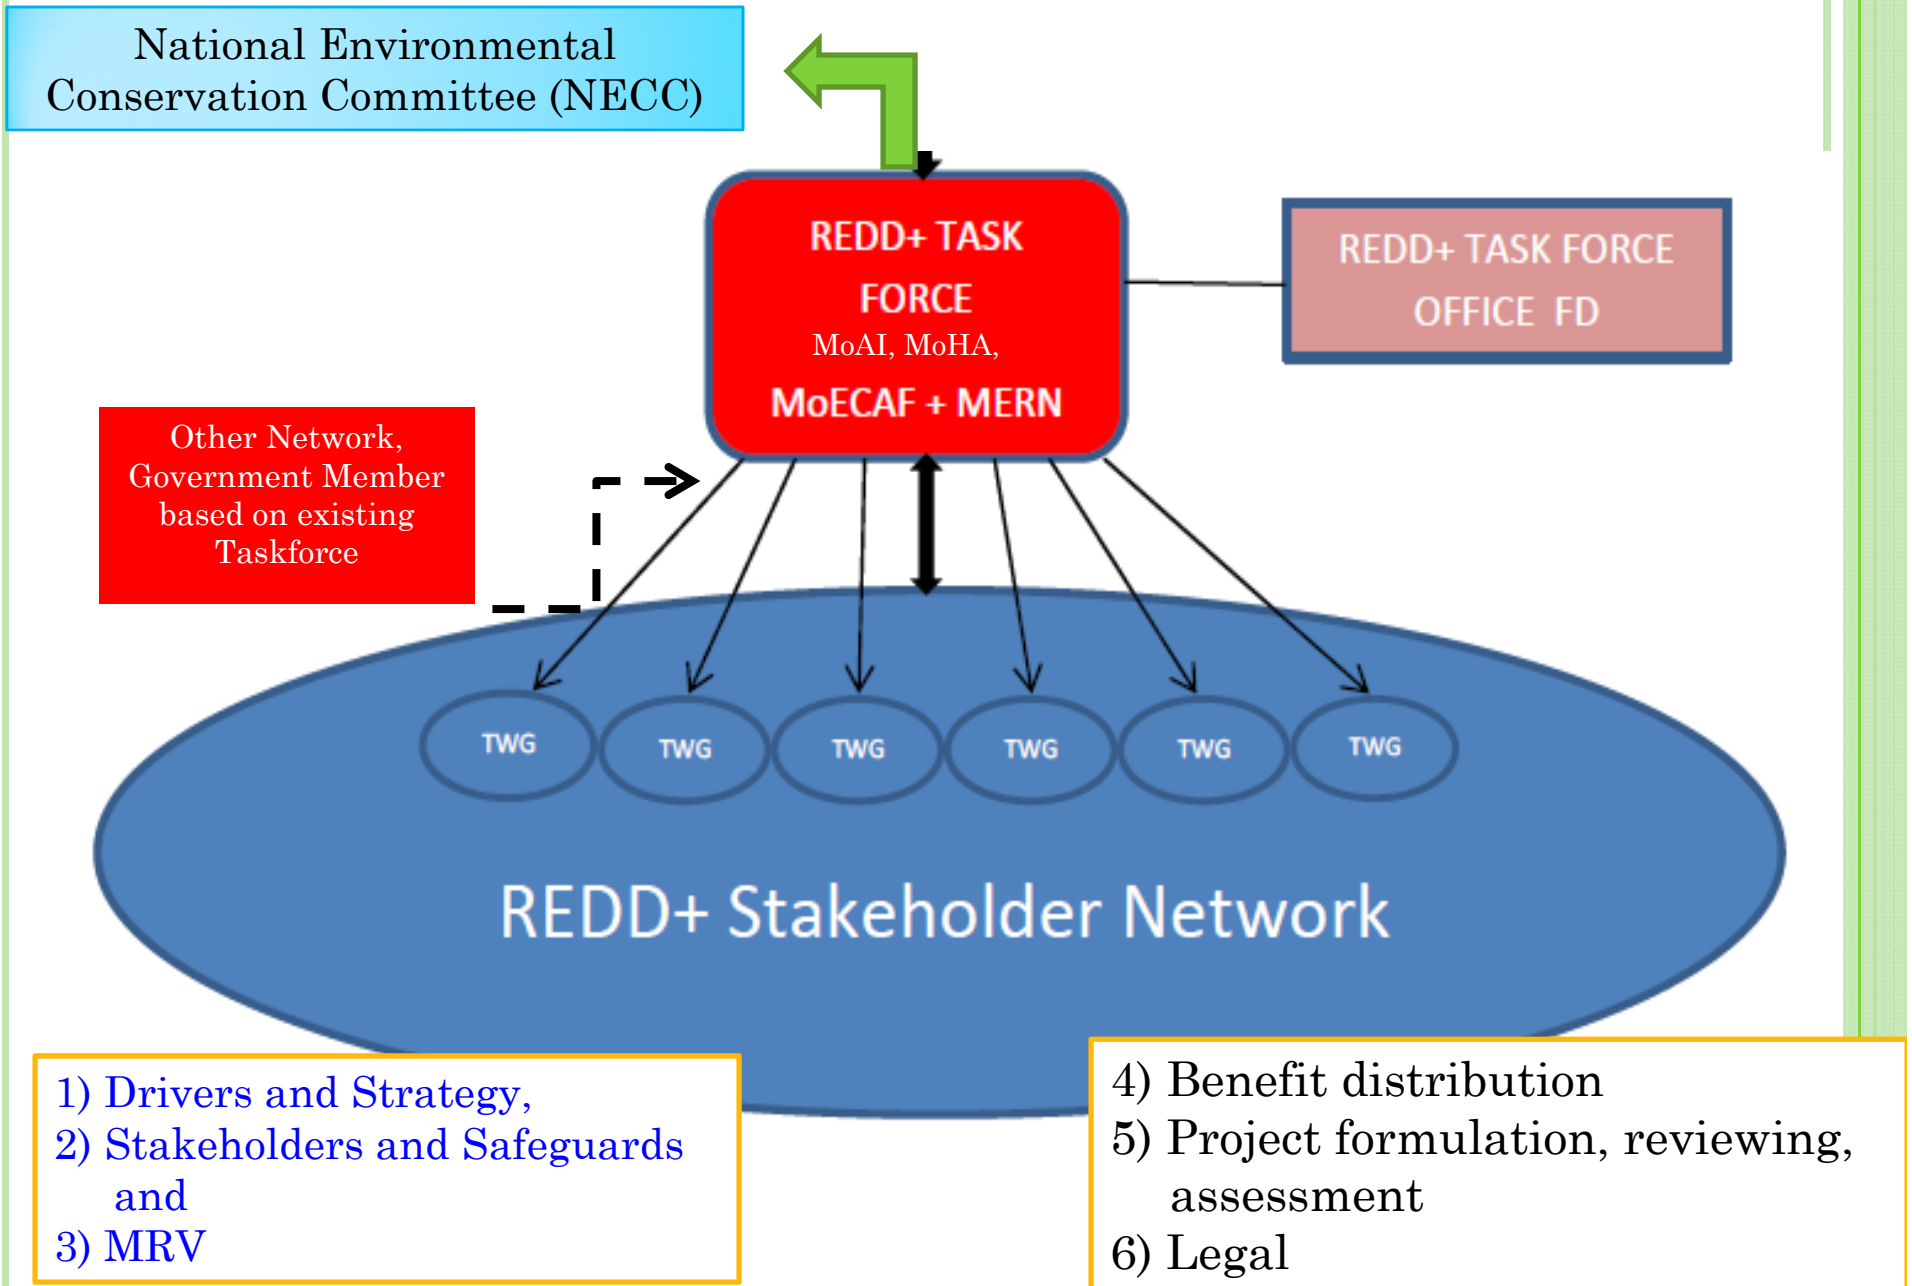 National Environmental
Conservation Committee (NECC)
REDD+ TASK
FORCE
MoAI, MoHA,
MoECAF + MERN
REDD+ TASK FORCE
OFFICE FD
Other Network,
Government Member
based on existing
Taskforce
TWG
TWG
TWG
TWG
TWG
TWG
REDD+ Stakeholder Network
1) Drivers and Strategy,
2) Stakeholders and Safeguards
and
3) MRV
4) Benefit distribution
5) Project formulation, reviewing,
assessment
6) Legal